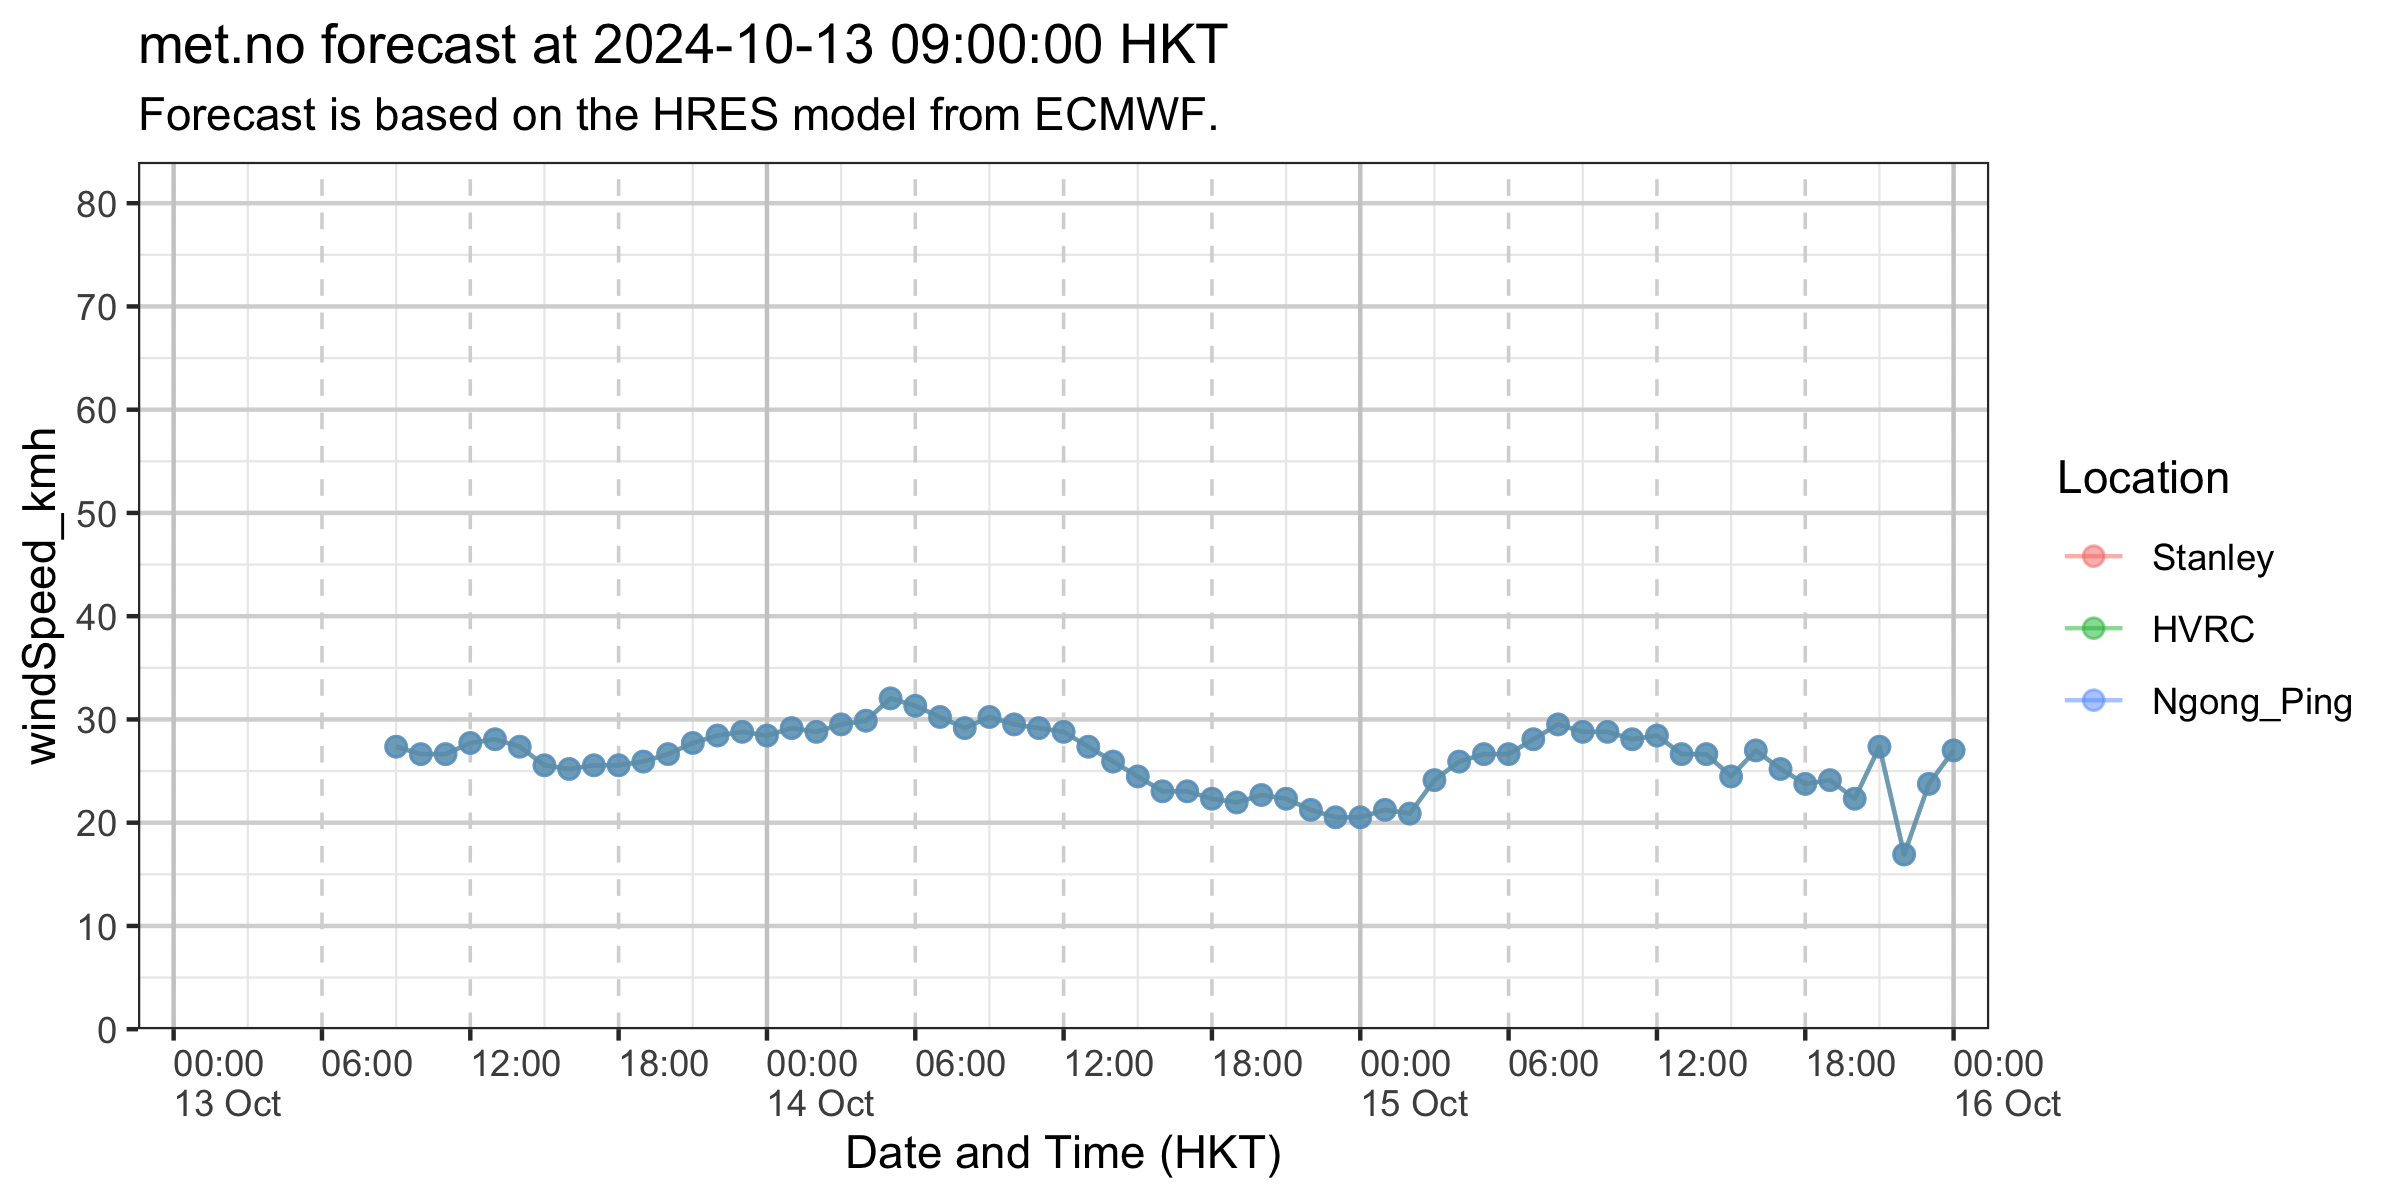 met.no forecast at 2024-10-13 09:00:00 HKT
Forecast is based on the HRES model from ECMWF.
windSpeed_kmh
80
70
60
50
40
30
20
10
0
00:00 06:00 12:00 18:00 00:00 06:00 12:00 18:00 00:00 06:00 12:00 18:00 00:00
13 Oct 14 Oct 15 Oct 16 Oct
Date and Time (HKT)
Location
Stanley
HVRC
Ngong_Ping